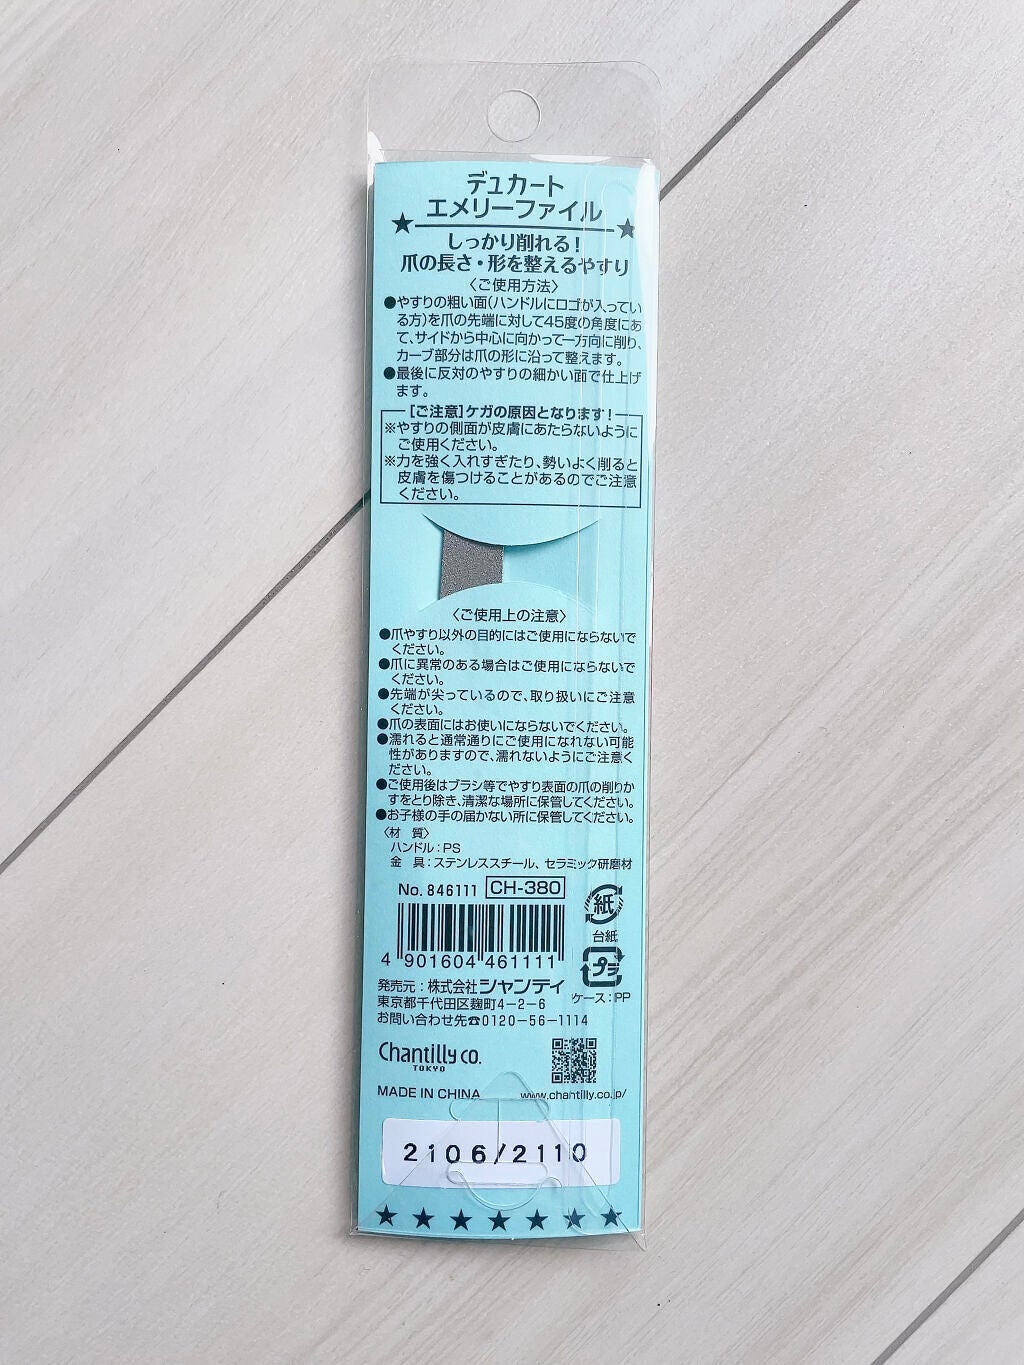 デュカート
エメリーファイル
しっかり削れる!
爪の長さ・形を整えるやすり
〈ご使用方法〉
●やすりの粗い面(ハンドルにロゴが入ってい
る方)を爪の先端に対して45度の角度にあ
て、サイドから中心に向かって一方向に削り、
カーブ部分は爪の形に沿って整えます。
●最後に反対のやすりの細かい面で仕上げ
ます。
[ご注意]ケガの原因となります!
※やすりの側面が皮膚にあたらないように
ご使用ください。
※力を強く入れすぎたり、勢いよく削ると
皮膚を傷つけることがあるのでご注意
ください。
〈ご使用上の注意〉
●爪やすり以外の目的にはご使用にならないで
ください。
●爪に異常のある場合はご使用にならないで
ください。
●先端が尖っているので、取り扱いにご注意
ください。
●爪の表面にはお使いにならないでください。
●濡れると通常通りにご使用になれない可能
性がありますので、濡れないようにご注意く
ださい。
●ご使用後はブラシ等でやすり表面の爪の削りか
すをとり除き、清潔な場所に保管してください。
●お子様の手の届かない所に保管してください。
〈材 質〉
ハンドル:PS
金 具:ステンレススチール、セラミック研磨材
No. 846111 CH-380
紙
台紙
4 901604 461111
プラ
ケース:PP
発売元:株式会社シャンティ
東京都千代田区麹町4-2-6
お問い合わせ先☎0120-56-1114
Chantilly co.
TOKYO
MADE IN CHINA
www.chantilly.co.jp/
2106/2110